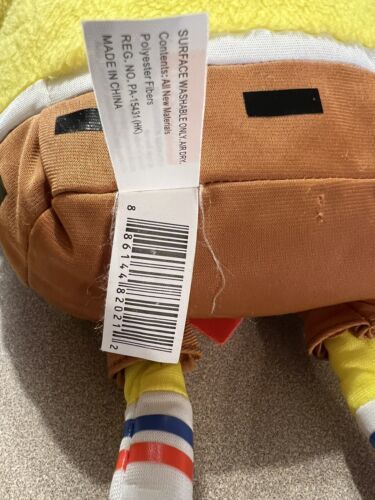 SURFACE WASHABLE ONLY. AIR DRY.
Contents: All New Materials
Polyester Fibers
REG. NO. PA-15431 (HK)
MADE IN CHINA
8 86144 82021 2